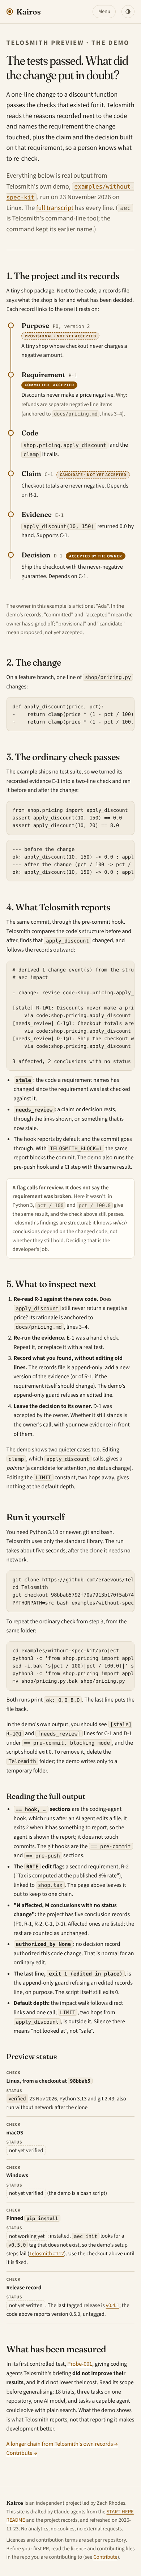 Kairos
Menu
TELOSMITH PREVIEW · THE DEMO
The tests passed. What did
the change put in doubt?
A one-line change to a discount function
passes the checks that existed for it. Telosmith
reads the reasons recorded next to the code
and names the requirement the change
touched, plus the claim and the decision built
on that requirement, so a person knows what
to re-check.
Everything below is real output from
Telosmith's own demo, examples/without-
spec-kit, run on 23 November 2026 on
Linux. The full transcript has every line. (aec
is Telosmith's command-line tool; the
command kept its earlier name.)
1. The project and its records
A tiny shop package. Next to the code, a records file
says what the shop is for and what has been decided.
Each record links to the one it rests on:
Purpose P0, version 2
PROVISIONAL · NOT YET ACCEPTED
A tiny shop whose checkout never charges a
negative amount.
Requirement R-1
COMMITTED · ACCEPTED
Discounts never make a price negative. Why:
refunds are separate negative line items
(anchored to docs/pricing.md, lines 3–4).
Code
shop.pricing.apply_discount and the
clamp it calls.
Claim C-1 CANDIDATE · NOT YET ACCEPTED
Checkout totals are never negative. Depends
on R-1.
Evidence E-1
apply_discount(10, 150) returned 0.0 by
hand. Supports C-1.
Decision D-1 ACCEPTED BY THE OWNER
Ship the checkout with the never-negative
guarantee. Depends on C-1.
The owner in this example is a fictional "Ada". In the
demo's records, "committed" and "accepted" mean the
owner has signed off; "provisional" and "candidate"
mean proposed, not yet accepted.
2. The change
On a feature branch, one line of shop/pricing.py
changes:
def apply_discount(price, pct):
- return clamp(price * (1 - pct / 100)
+ return clamp(price * (1 - pct / 100.
3. The ordinary check passes
The example ships no test suite, so we turned its
recorded evidence E-1 into a one-line check and ran
it before and after the change:
from shop.pricing import apply_discount
assert apply_discount(10, 150) == 0.0
assert apply_discount(10, 20) == 8.0
--- before the change
ok: apply_discount(10, 150) -> 0.0 ; appl
--- after the change (pct / 100 -> pct /
ok: apply_discount(10, 150) -> 0.0 ; appl
4. What Telosmith reports
The same commit, through the pre-commit hook.
Telosmith compares the code's structure before and
after, finds that apply_discount changed, and
follows the records outward:
# derived 1 change event(s) from the stru
# aec impact
- change: revise code:shop.pricing.apply_
[stale] R-1@1: Discounts never make a pri
via code:shop.pricing.apply_discount
[needs_review] C-1@1: Checkout totals are
via code:shop.pricing.apply_discount
[needs_review] D-1@1: Ship the checkout w
via code:shop.pricing.apply_discount
3 affected, 2 conclusions with no status
stale: the code a requirement names has
changed since the requirement was last checked
against it.
needs_review: a claim or decision rests,
through the links shown, on something that is
now stale.
The hook reports by default and the commit goes
through. With TELOSMITH_BLOCK=1 the same
report blocks the commit. The demo also runs the
pre-push hook and a CI step with the same result.
A flag calls for review. It does not say the
requirement was broken. Here it wasn't: in
Python 3, pct / 100 and pct / 100.0 give
the same result, and the check above still passes.
Telosmith's findings are structural: it knows which
conclusions depend on the changed code, not
whether they still hold. Deciding that is the
developer's job.
5. What to inspect next
1. Re-read R-1 against the new code. Does
apply_discount still never return a negative
price? Its rationale is anchored to
docs/pricing.md, lines 3–4.
2. Re-run the evidence. E-1 was a hand check.
Repeat it, or replace it with a real test.
3. Record what you found, without editing old
lines. The records file is append-only: add a new
version of the evidence (or of R-1, if the
requirement itself should change). The demo's
append-only guard refuses an edited line.
4. Leave the decision to its owner. D-1 was
accepted by the owner. Whether it still stands is
the owner's call, with your new evidence in front
of them.
The demo shows two quieter cases too. Editing
clamp, which apply_discount calls, gives a
pointer (a candidate for attention, no status change).
Editing the LIMIT constant, two hops away, gives
nothing at the default depth.
Run it yourself
You need Python 3.10 or newer, git and bash.
Telosmith uses only the standard library. The run
takes about five seconds; after the clone it needs no
network.
git clone https://github.com/eraevous/Tel
cd Telosmith
git checkout 98bba65792f70a7913b170f5ab74
PYTHONPATH=src bash examples/without-spec
To repeat the ordinary check from step 3, from the
same folder:
cd examples/without-spec-kit/project
python3 -c 'from shop.pricing import appl
sed -i.bak 's|pct / 100|pct / 100.0|' s
python3 -c 'from shop.pricing import appl
mv shop/pricing.py.bak shop/pricing.py
Both runs print ok: 0.0 8.0. The last line puts the
file back.
In the demo's own output, you should see [stale]
R-1@1 and [needs_review] lines for C-1 and D-1
under == pre-commit, blocking mode, and the
script should exit 0. To remove it, delete the
Telosmith folder; the demo writes only to a
temporary folder.
Reading the full output
== hook, … sections are the coding-agent
hook, which runs after an AI agent edits a file. It
exits with 2 when it has something to report, so the
agent is shown the report; it does not touch
commits. The git hooks are the == pre-commit
and == pre-push sections.
The RATE edit flags a second requirement, R-2
("Tax is computed at the published 8% rate"),
linked to shop.tax. The page above leaves it
out to keep to one chain.
"N affected, M conclusions with no status
change": the project has five conclusion records
(P0, R-1, R-2, C-1, D-1). Affected ones are listed; the
rest are counted as unchanged.
authorized_by None: no decision record
authorized this code change. That is normal for an
ordinary edit.
The last line, exit 1 (edited in place), is
the append-only guard refusing an edited records
line, on purpose. The script itself still exits 0.
Default depth: the impact walk follows direct
links and one call; LIMIT, two hops from
apply_discount, is outside it. Silence there
means "not looked at", not "safe".
Preview status
CHECK
Linux, from a checkout at 98bbab5
STATUS
verified 23 Nov 2026, Python 3.13 and git 2.43; also
run without network after the clone
CHECK
macOS
STATUS
not yet verified
CHECK
Windows
STATUS
not yet verified (the demo is a bash script)
CHECK
Pinned pip install
STATUS
not working yet: installed, aec init looks for a
v0.5.0 tag that does not exist, so the demo's setup
steps fail (Telosmith #112). Use the checkout above until
it is fixed.
CHECK
Release record
STATUS
not yet written. The last tagged release is v0.4.1; the
code above reports version 0.5.0, untagged.
What has been measured
In its first controlled test, Probe-001, giving coding
agents Telosmith's briefing did not improve their
results, and it did not lower their cost. Read its scope
before generalising: 18 trials, three tasks on one
repository, one AI model, and tasks a capable agent
could solve with plain search. What the demo shows
is what Telosmith reports, not that reporting it makes
development better.
A longer chain from Telosmith's own records →
Contribute →
Kairos is an independent project led by Zach Rhodes.
This site is drafted by Claude agents from the START HERE
README and the project records, and refreshed on 2026-
11-23. No analytics, no cookies, no external requests.
Licences and contribution terms are set per repository.
Before your first PR, read the licence and contributing files
in the repo you are contributing to (see Contribute).